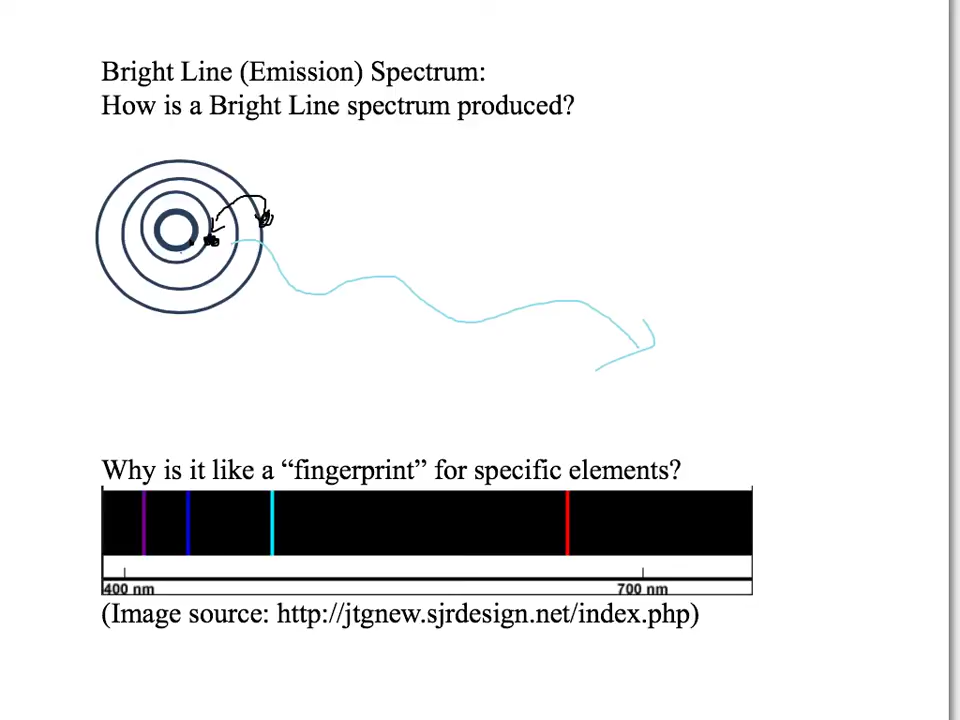 Bright Line (Emission) Spectrum:
How is a Bright Line spectrum produced?
Why is it like a “fingerprint” for specific elements?
400 nm 700 nm
(Image source: http://jtgnew.sjrdesign.net/index.php)